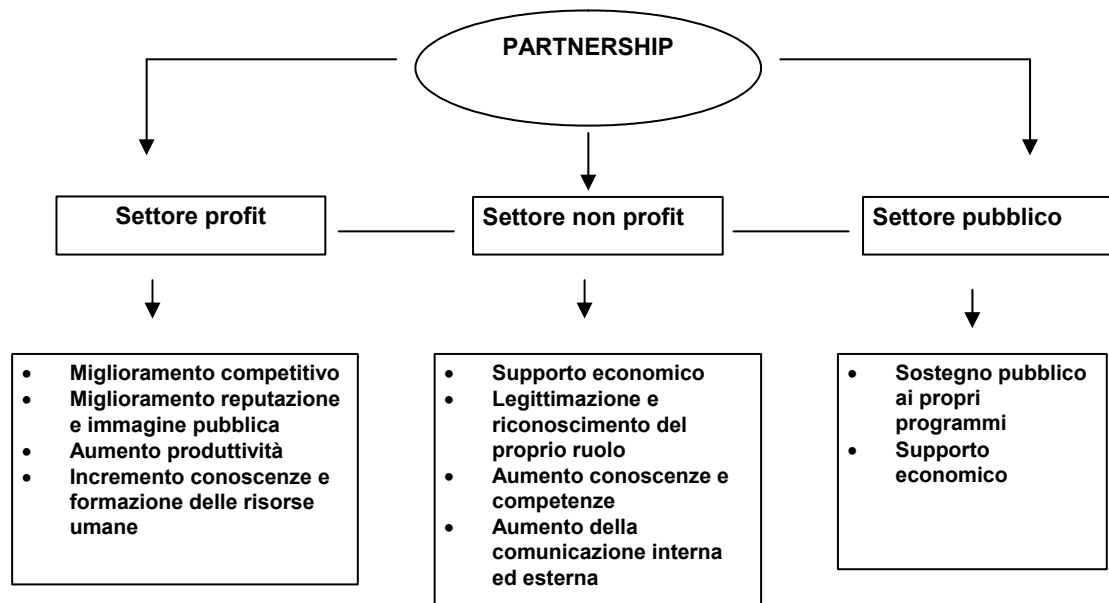 PARTNERSHIP
Settore profit
Settore non profit
Settore pubblico
• Miglioramento competitivo
• Miglioramento reputazione
e immagine pubblica
• Aumento produttività
• Incremento conoscenze e
formazione delle risorse
umane
• Supporto economico
• Legittimazione e
riconoscimento del
proprio ruolo
• Aumento conoscenze e
competenze
• Aumento della
comunicazione interna
ed esterna
• Sostegno pubblico
ai propri
programmi
• Supporto
economico